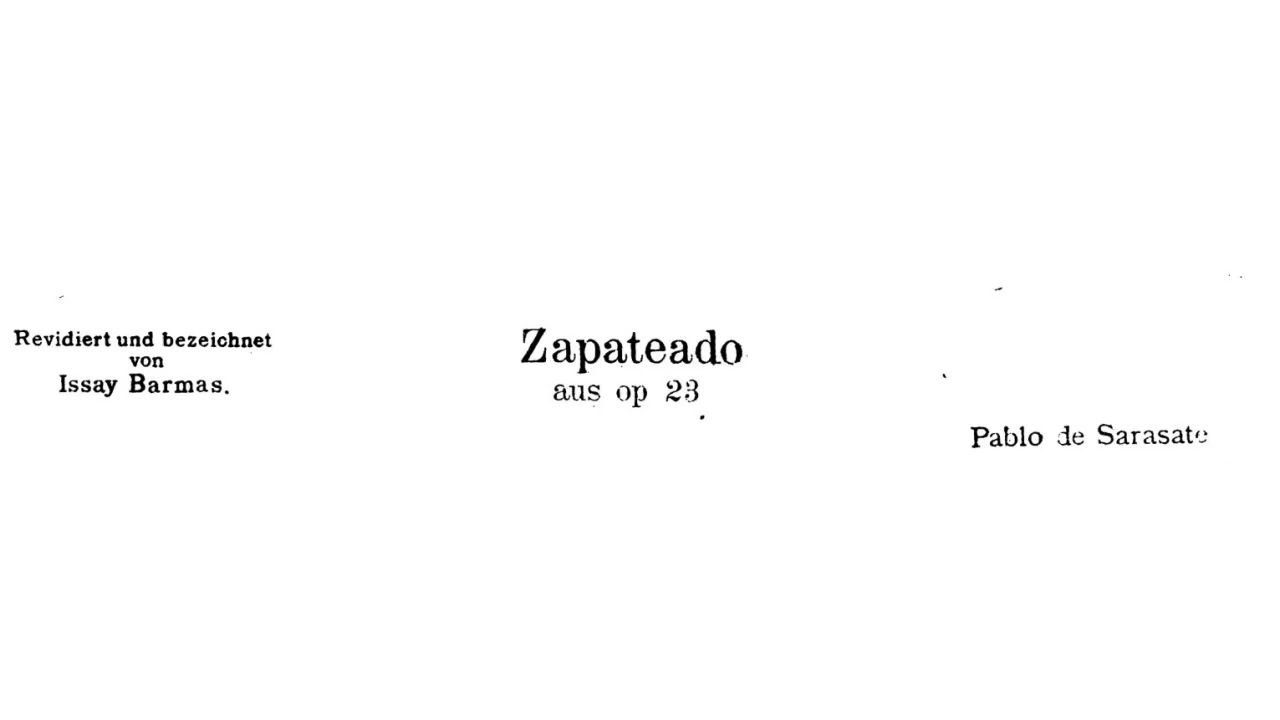 Revidiert und bezeichnet
von
Issay Barmas.
Zapateado
aus op 23
Pablo de Sarasate